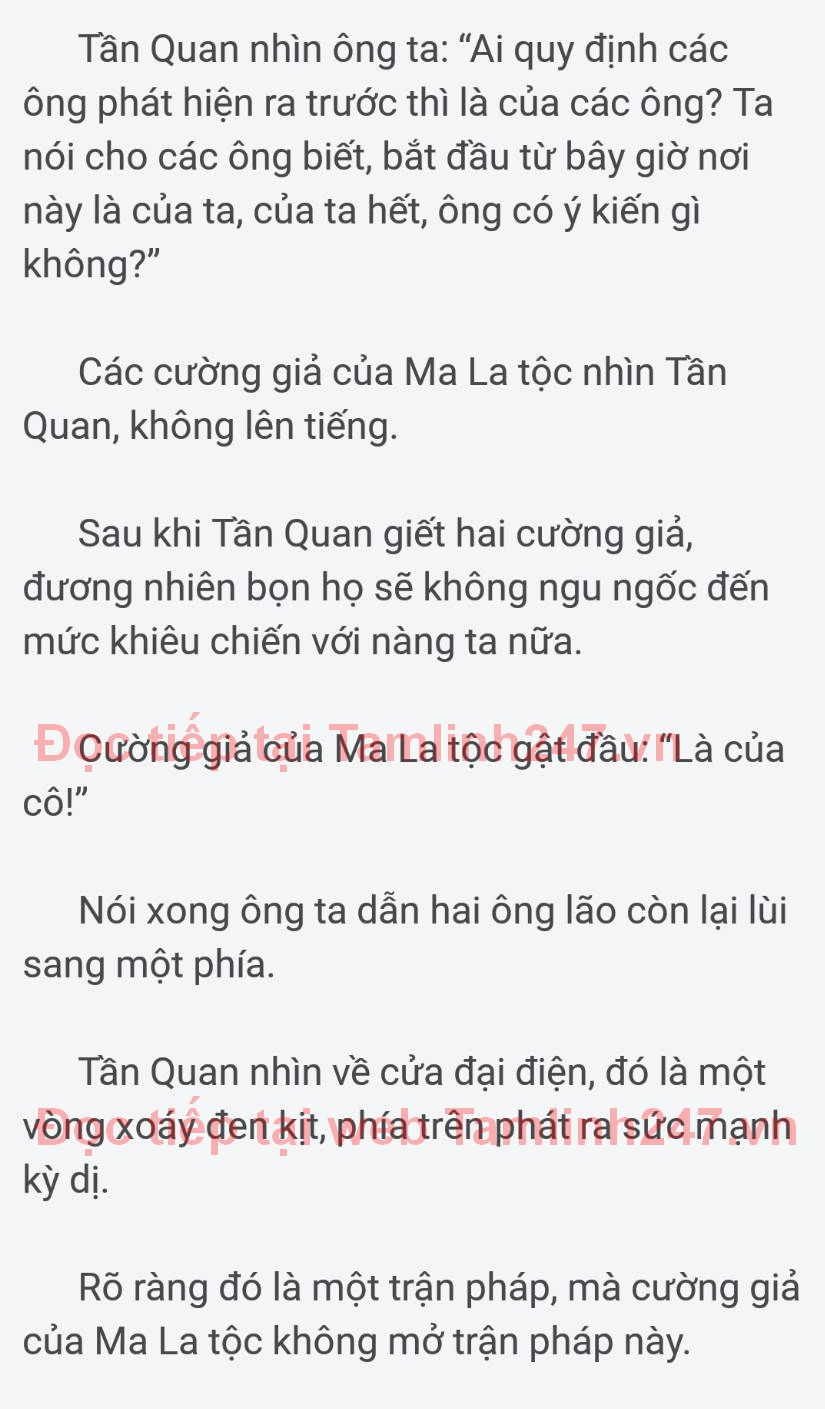 Tần Quan nhìn ông ta: “Ai quy định các
ông phát hiện ra trước thì là của các ông? Ta
nói cho các ông biết, bắt đầu từ bây giờ nơi
này là của ta, của ta hết, ông có ý kiến gì
không?”
Các cường giả của Ma La tộc nhìn Tần
Quan, không lên tiếng.
Sau khi Tần Quan giết hai cường giả,
đương nhiên bọn họ sẽ không ngu ngốc đến
mức khiêu chiến với nàng ta nữa.
Đọc tiếp tại Tamlinh247.vn
Cường giả của Ma La tộc gật đầu: “Là của
cô!”
Nói xong ông ta dẫn hai ông lão còn lại lùi
sang một phía.
Tần Quan nhìn về cửa đại điện, đó là một
Đọc tiếp tại web Tamlinh247.vn
vòng xoáy đen kịt, phía trên phát ra sức mạnh
kỳ dị.
Rõ ràng đó là một trận pháp, mà cường giả
của Ma La tộc không mở trận pháp này.